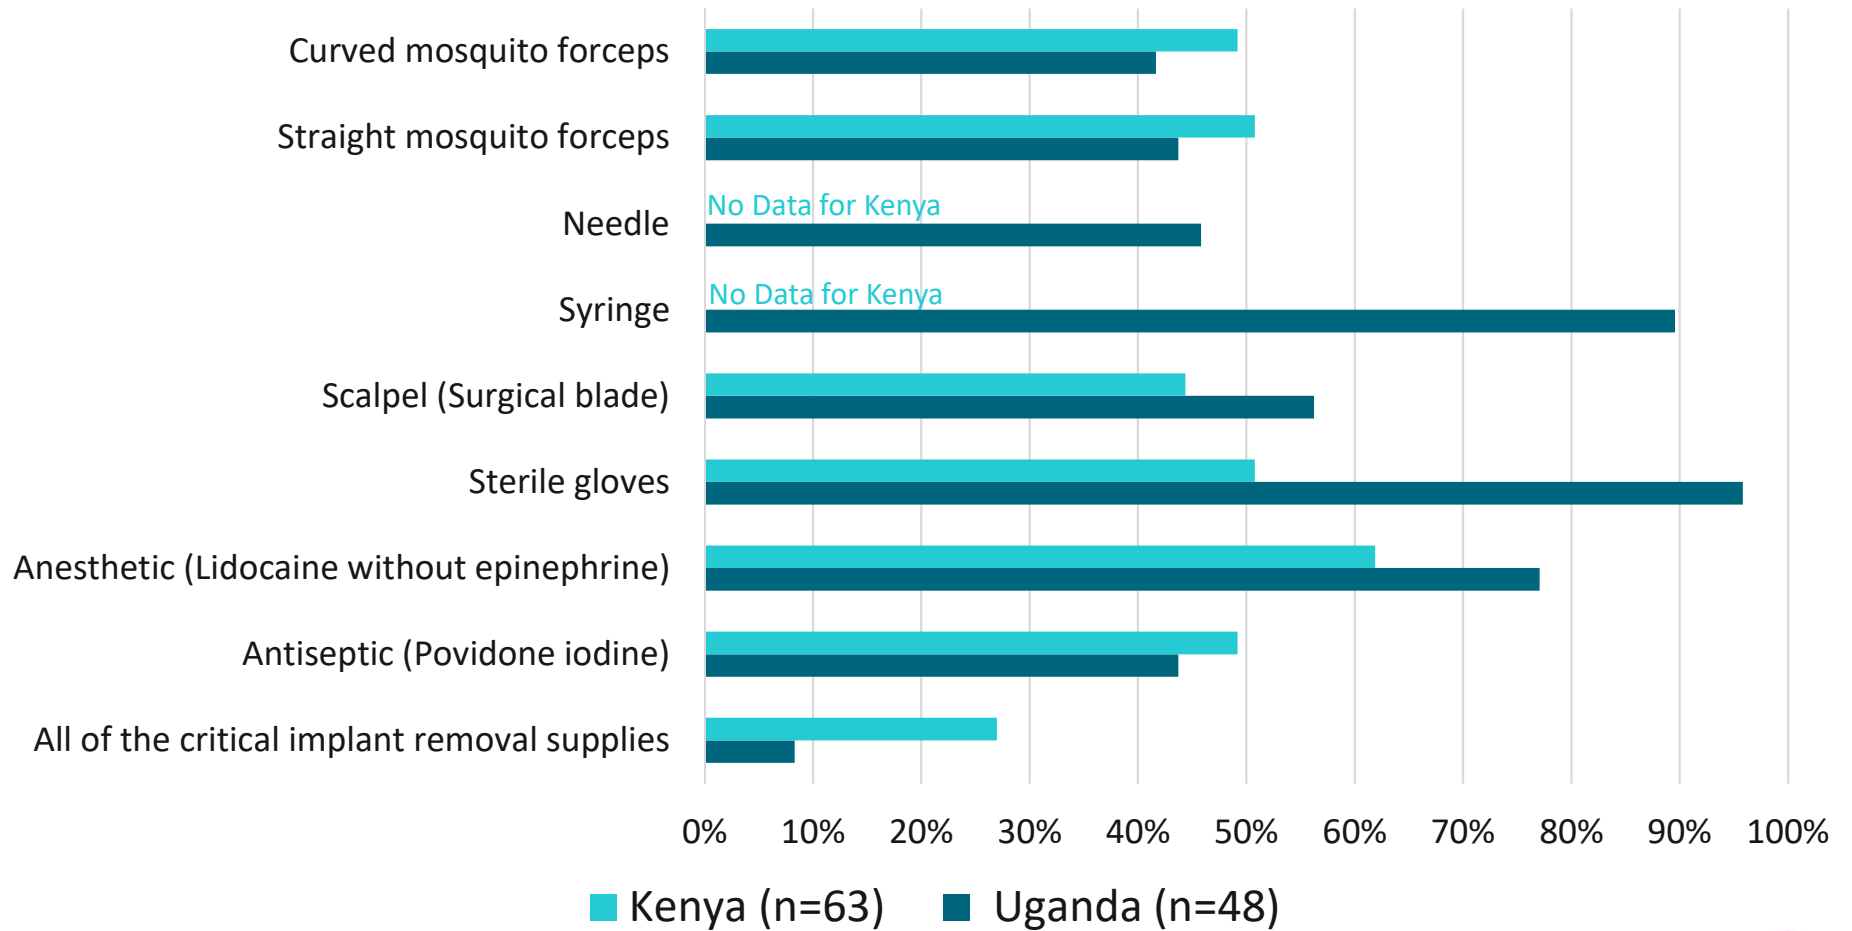 Curved mosquito forceps
Straight mosquito forceps
No Data for Kenya
Needle
No Data for Kenya
Syringe
Scalpel (Surgical blade)
Sterile gloves
Anesthetic (Lidocaine without epinephrine)
Antiseptic (Povidone iodine)
All of the critical implant removal supplies
0% 10% 20% 30% 40% 50% 60% 70% 80% 90% 100%
Kenya (n=63) Uganda (n=48)